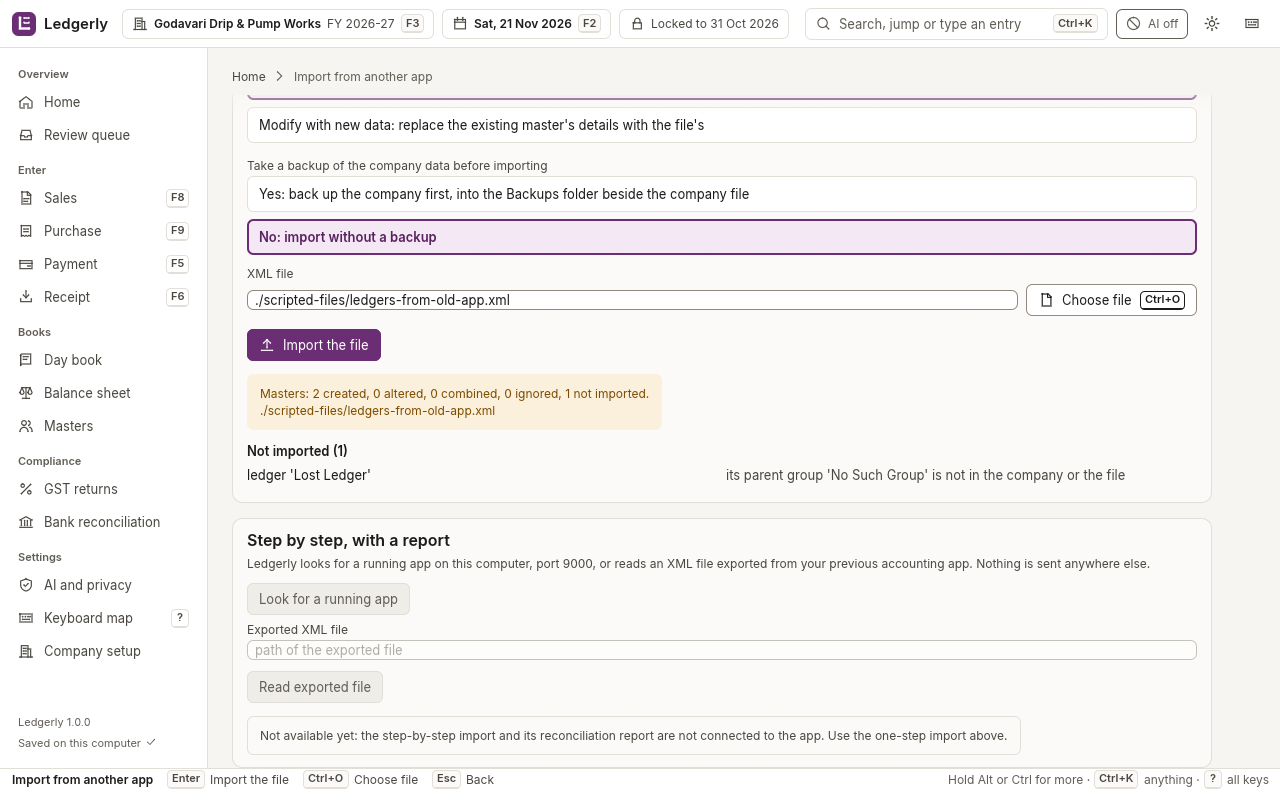 Ledgerly
Godavari Drip & Pump Works FY 2026-27 F3
Sat, 21 Nov 2026 F2
Locked to 31 Oct 2026
Search, jump or type an entry Ctrl+K
AI off
Overview
Home
Review queue
Enter
Sales F8
Purchase F9
Payment F5
Receipt F6
Books
Day book
Balance sheet
Masters
Compliance
GST returns
Bank reconciliation
Settings
AI and privacy
Keyboard map ?
Company setup
Ledgerly 1.0.0
Saved on this computer
Home Import from another app
Modify with new data: replace the existing master's details with the file's
Take a backup of the company data before importing
Yes: back up the company first, into the Backups folder beside the company file
No: import without a backup
XML file
./scripted-files/ledgers-from-old-app.xml
Choose file Ctrl+O
Import the file
Masters: 2 created, 0 altered, 0 combined, 0 ignored, 1 not imported.
./scripted-files/ledgers-from-old-app.xml
Not imported (1)
ledger 'Lost Ledger' its parent group 'No Such Group' is not in the company or the file
Step by step, with a report
Ledgerly looks for a running app on this computer, port 9000, or reads an XML file exported from your previous accounting app. Nothing is sent anywhere else.
Look for a running app
Exported XML file
path of the exported file
Read exported file
Not available yet: the step-by-step import and its reconciliation report are not connected to the app. Use the one-step import above.
Import from another app Enter Import the file Ctrl+O Choose file Esc Back
Hold Alt or Ctrl for more · Ctrl+K anything · ? all keys